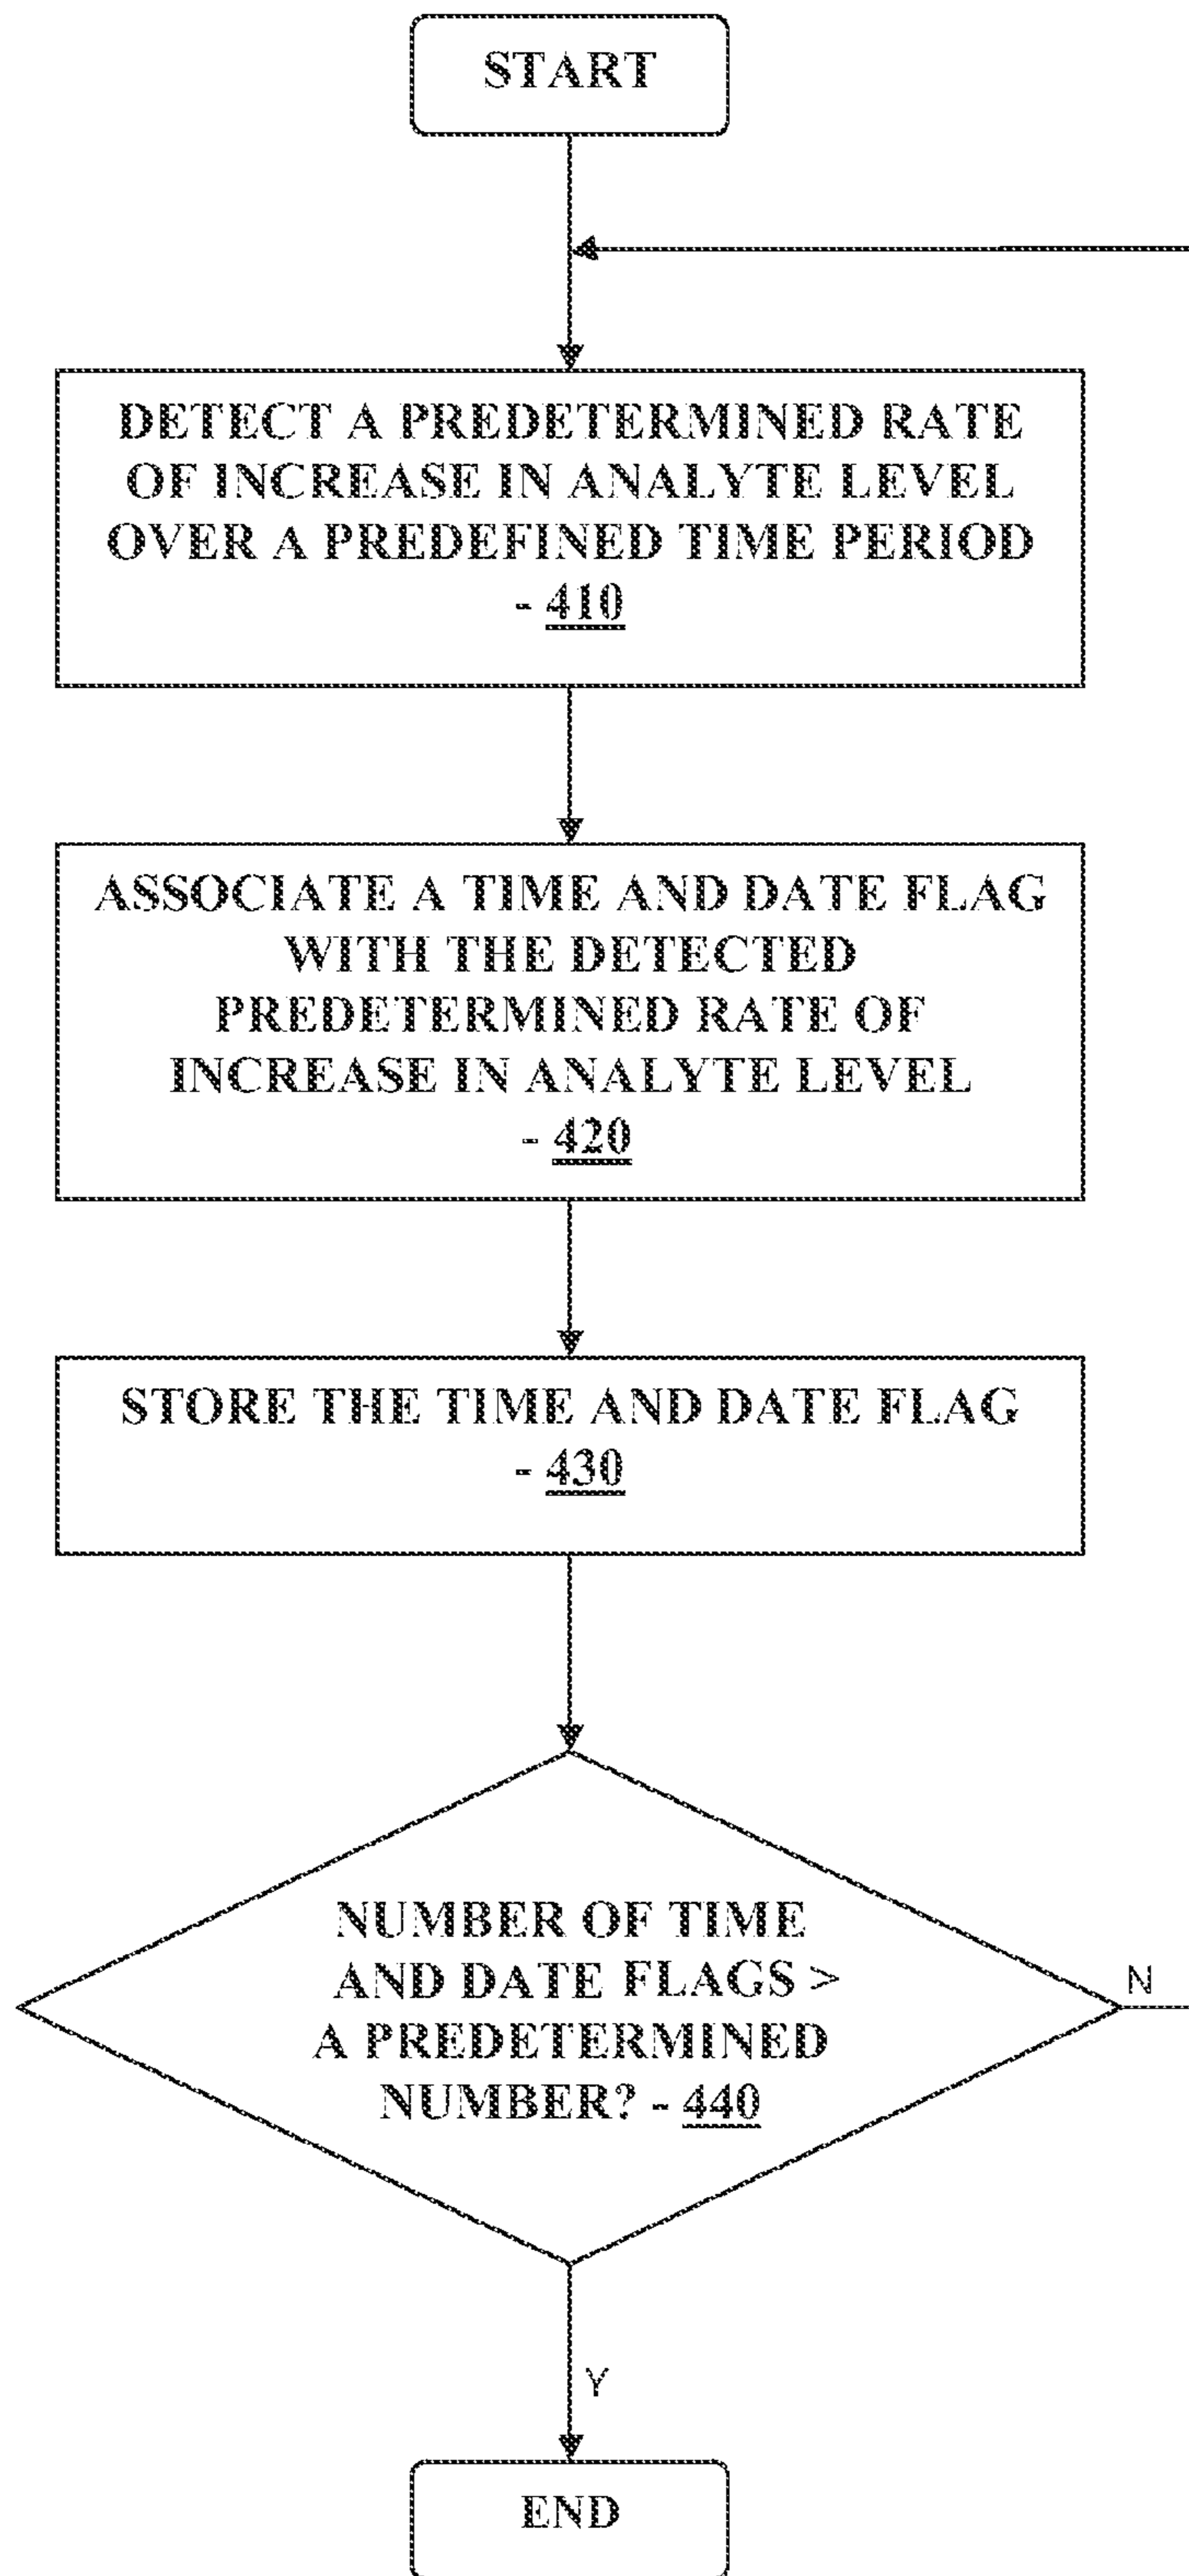 START
DETECT A PREDETERMINED RATE
OF INCREASE IN ANALYTE LEVEL
OVER A PREDEFINED TIME PERIOD
- 410
ASSOCIATE A TIME AND DATE FLAG
WITH THE DETECTED
PREDETERMINED RATE OF
INCREASE IN ANALYTE LEVEL
- 420
STORE THE TIME AND DATE FLAG
- 430
NUMBER OF TIME
AND DATE FLAGS >
A PREDETERMINED
NUMBER? - 440
N
Y
END